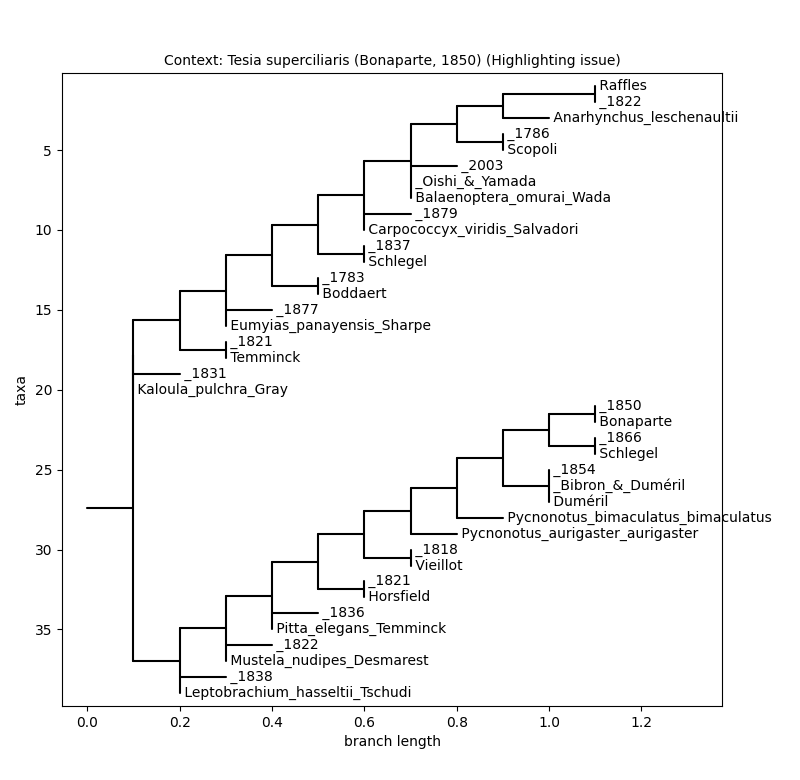 Context: Tesia superciliaris (Bonaparte, 1850) (Highlighting issue)
Raffles
_1822
Anarhynchus_leschenaultii
_1786
Scopoli
_2003
_Oishi_&_Yamada
Balaenoptera_omurai_Wada
_1879
Carpococcyx_viridis_Salvadori
_1837
Schlegel
_1783
Boddaert
_1877
Eumyias_panayensis_Sharpe
_1821
Temminck
_1831
Kaloula_pulchra_Gray
_1850
Bonaparte
_1866
Schlegel
_1854
_Bibron_&_Duméril
Duméril
Pycnonotus_bimaculatus_bimaculatus
Pycnonotus_aurigaster_aurigaster
_1818
Vieillot
_1821
Horsfield
_1836
Pitta_elegans_Temminck
_1822
Mustela_nudipes_Desmarest
_1838
Leptobrachium_hasseltii_Tschudi
5
10
15
20
25
30
35
taxa
0.0 0.2 0.4 0.6 0.8 1.0 1.2
branch length